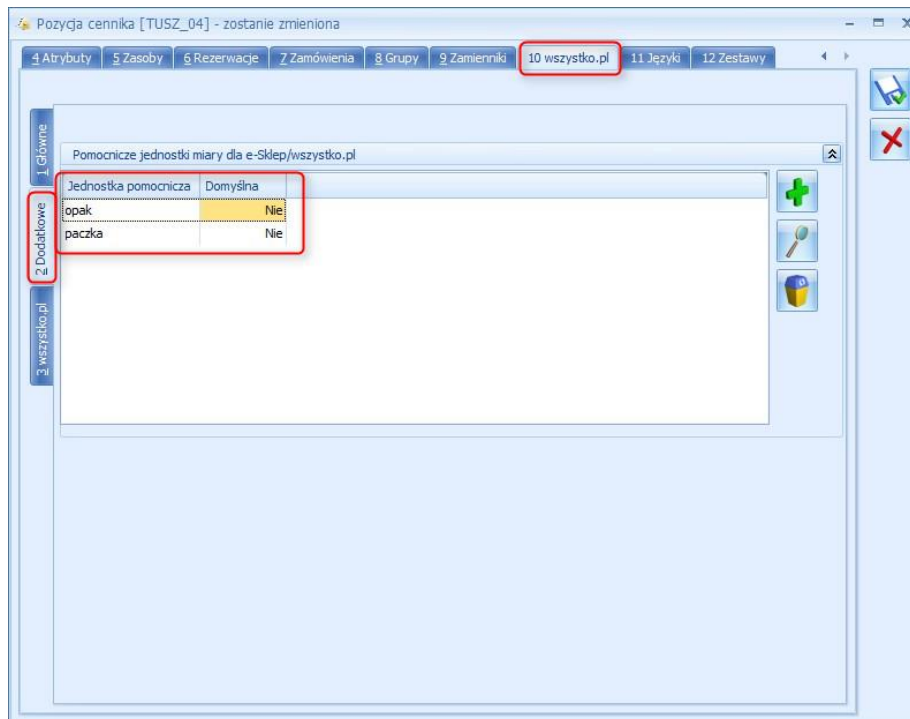 Pozycja cennika [TUSZ_04] - zostanie zmieniona
4 Atrybuty 5 Zasoby 6 Rezerwacje 7 Zamówienia 8 Grupy 9 Zamienniki 10 wszystko.pl 11 Języki 12 Zestawy
1 Główne
2 Dodatkowe
3 wszystko.pl
Pomocnicze jednostki miary dla e-Sklep/wszystko.pl
Jednostka pomocnicza Domyślna
opak Nie
paczka Nie